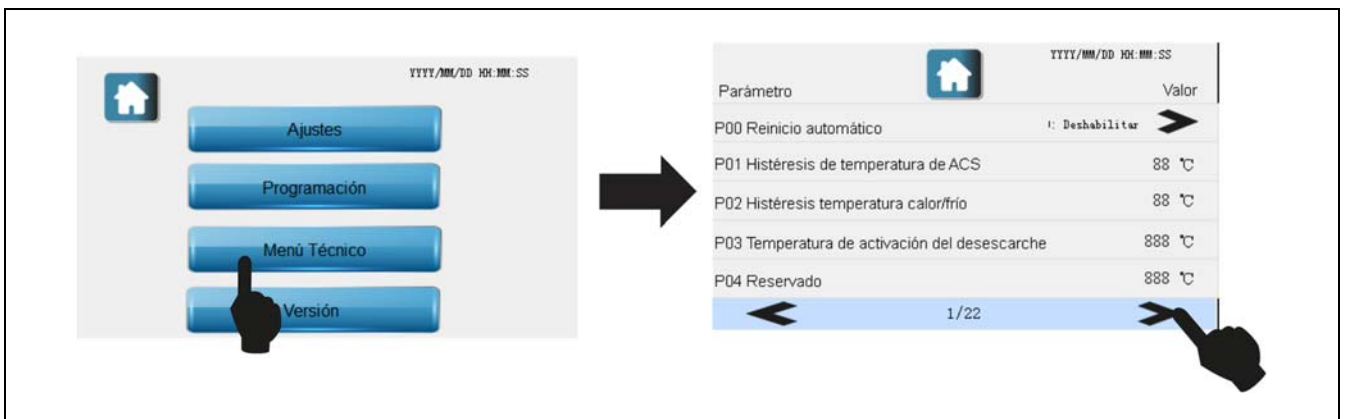 YYYY/MM/DD HH:MM:SS
Ajustes
Programación
Menú Técnico
Versión
YYYY/MM/DD HH:MM:SS
Parámetro Valor
P00 Reinicio automático Deshabilitar
P01 Histéresis de temperatura de ACS 88 ℃
P02 Histéresis temperatura calor/frío 88 ℃
P03 Temperatura de activación del desescarche 888 ℃
P04 Reservado 888 ℃
1/22